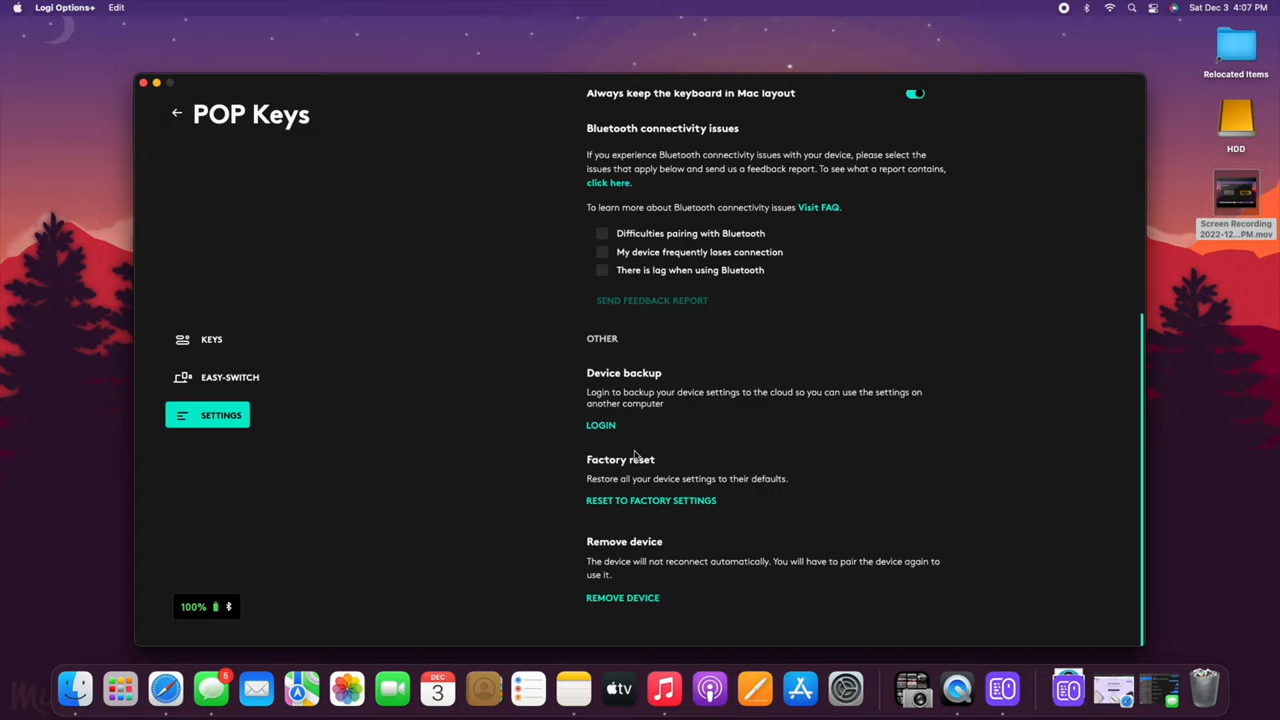 Logi Options+ Edit
Sat Dec 3 4:07 PM
Relocated Items
HDD
Screen Recording
2022-12...PM.mov
POP Keys
Always keep the keyboard in Mac layout
Bluetooth connectivity issues
If you experience Bluetooth connectivity issues with your device, please select the
issues that apply below and send us a feedback report. To see what a report contains,
click here.
To learn more about Bluetooth connectivity issues Visit FAQ.
Difficulties pairing with Bluetooth
My device frequently loses connection
There is lag when using Bluetooth
SEND FEEDBACK REPORT
KEYS
EASY-SWITCH
SETTINGS
OTHER
Device backup
Login to backup your device settings to the cloud so you can use the settings on
another computer
LOGIN
Factory reset
Restore all your device settings to their defaults.
RESET TO FACTORY SETTINGS
Remove device
The device will not reconnect automatically. You will have to pair the device again to
use it.
REMOVE DEVICE
100%
5
DEC
3
tv